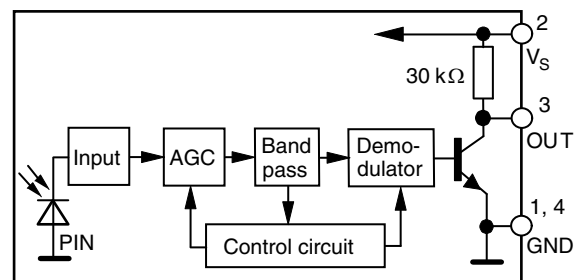 2
V_S
30 kΩ
3
OUT
Input
AGC
Band
pass
Demo-
dulator
1, 4
GND
PIN
Control circuit